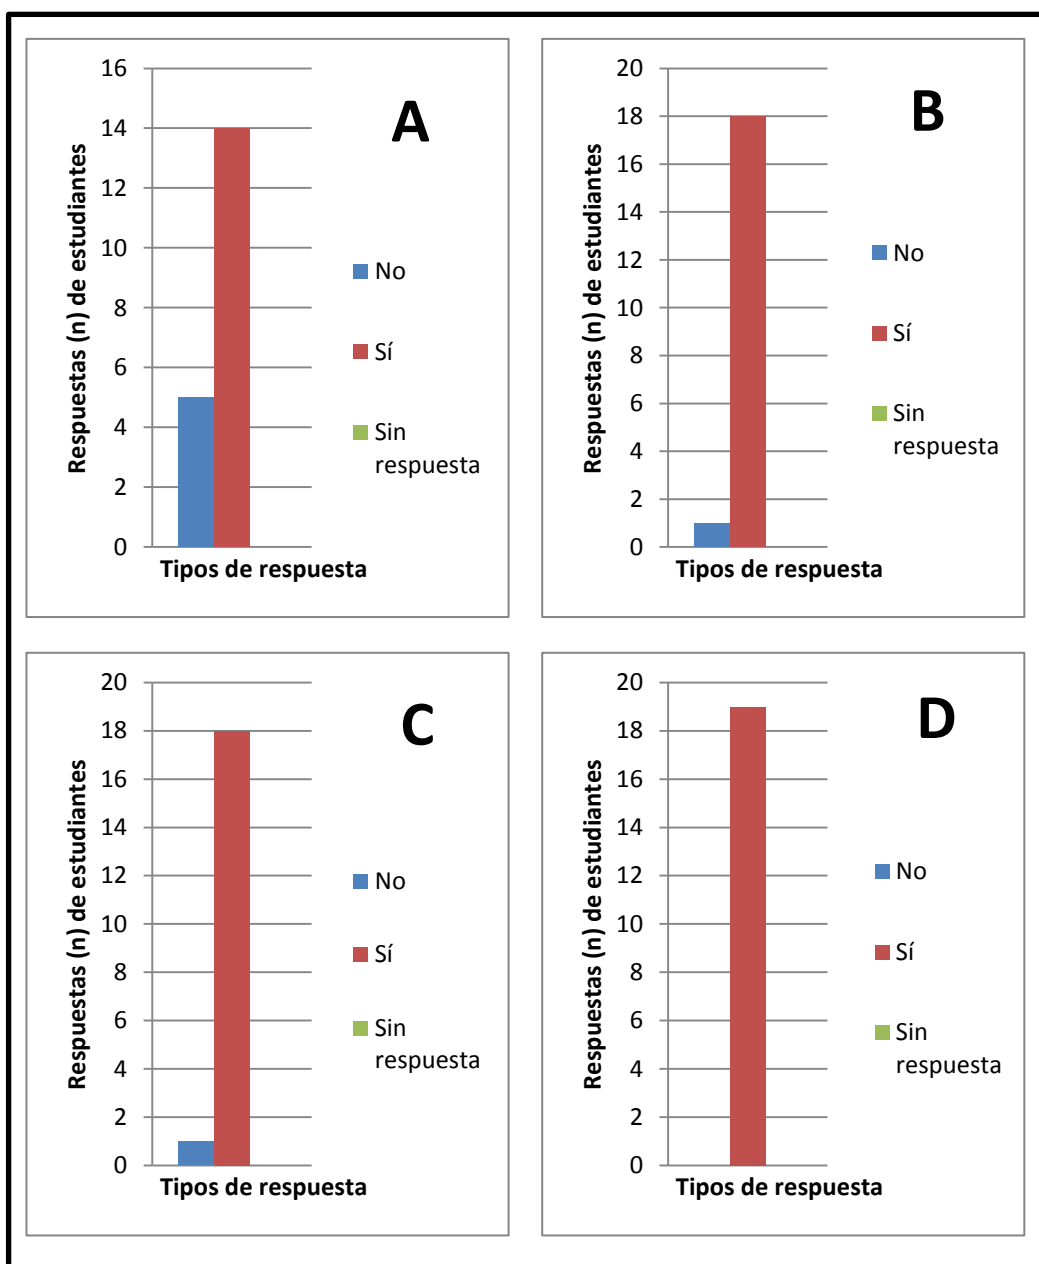 A
Respuestas (n) de estudiantes
16
14
12
10
8
6
4
2
0
No
Sí
Sin
respuesta
Tipos de respuesta
B
Respuestas (n) de estudiantes
20
18
16
14
12
10
8
6
4
2
0
No
Sí
Sin
respuesta
Tipos de respuesta
C
Respuestas (n) de estudiantes
20
18
16
14
12
10
8
6
4
2
0
No
Sí
Sin
respuesta
Tipos de respuesta
D
Respuestas (n) de estudiantes
20
18
16
14
12
10
8
6
4
2
0
No
Sí
Sin
respuesta
Tipos de respuesta